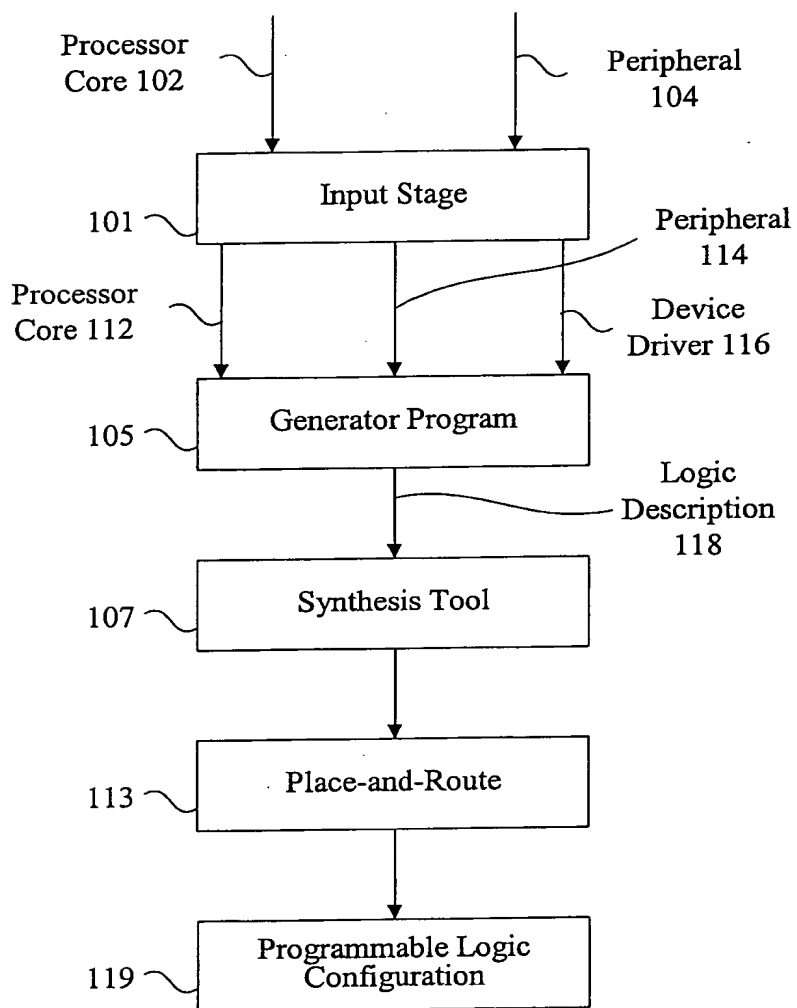 Processor
Core 102
Peripheral
104
Input Stage
101
Peripheral
114
Processor
Core 112
Device
Driver 116
Generator Program
105
Logic
Description
118
Synthesis Tool
107
Place-and-Route
113
Programmable Logic
Configuration
119